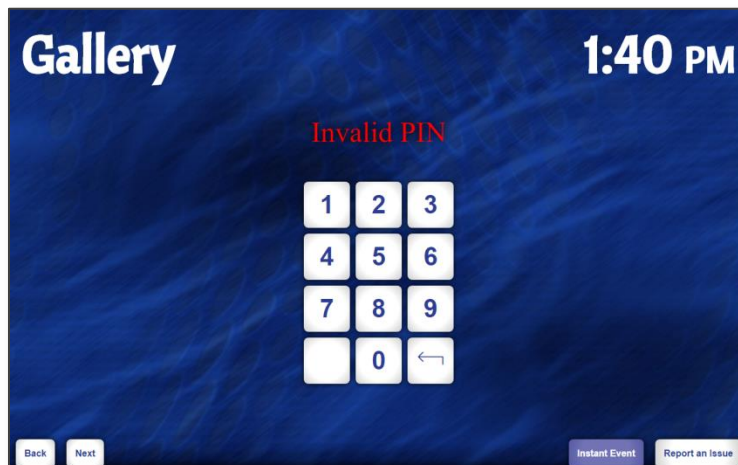 Gallery
1:40 PM
Invalid PIN
1 2 3
4 5 6
7 8 9
0
Back Next Instant Event Report an Issue